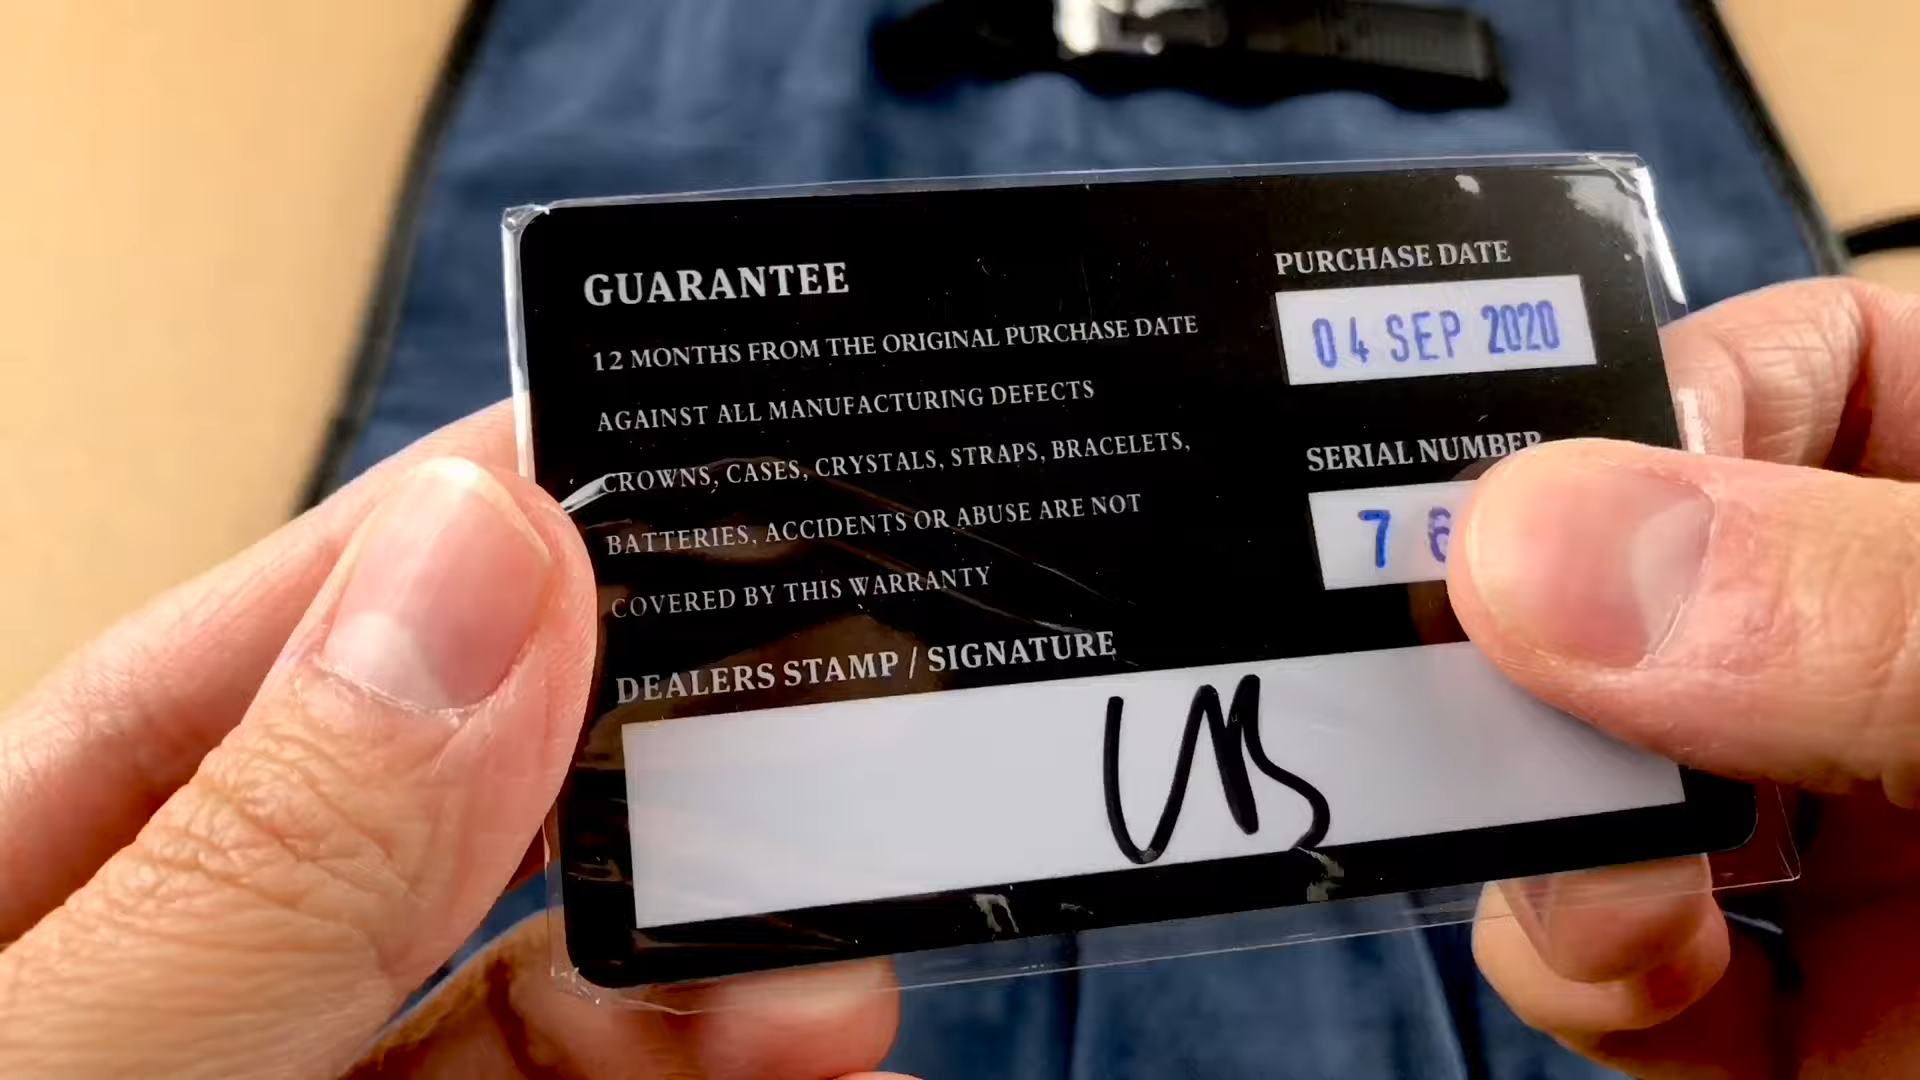 GUARANTEE
12 MONTHS FROM THE ORIGINAL PURCHASE DATE
AGAINST ALL MANUFACTURING DEFECTS
CROWNS, CASES, CRYSTALS, STRAPS, BRACELETS,
BATTERIES, ACCIDENTS OR ABUSE ARE NOT
COVERED BY THIS WARRANTY
PURCHASE DATE
04 SEP 2020
SERIAL NUMBER
7 6
DEALERS STAMP / SIGNATURE